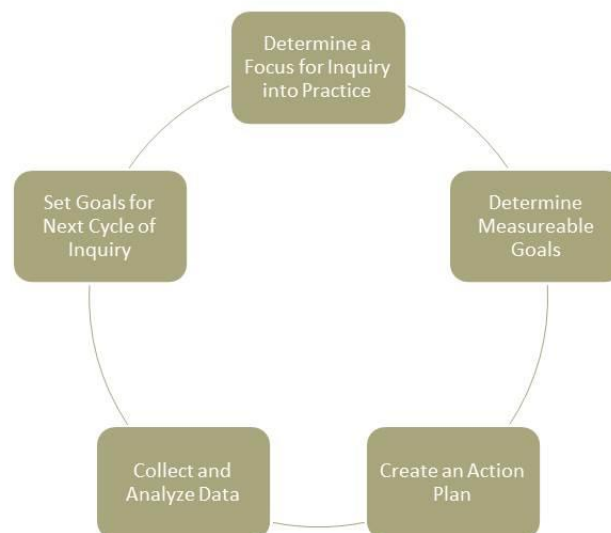 Determine a
Focus for Inquiry
into Practice
Determine
Measureable
Goals
Create an Action
Plan
Collect and
Analyze Data
Set Goals for
Next Cycle of
Inquiry